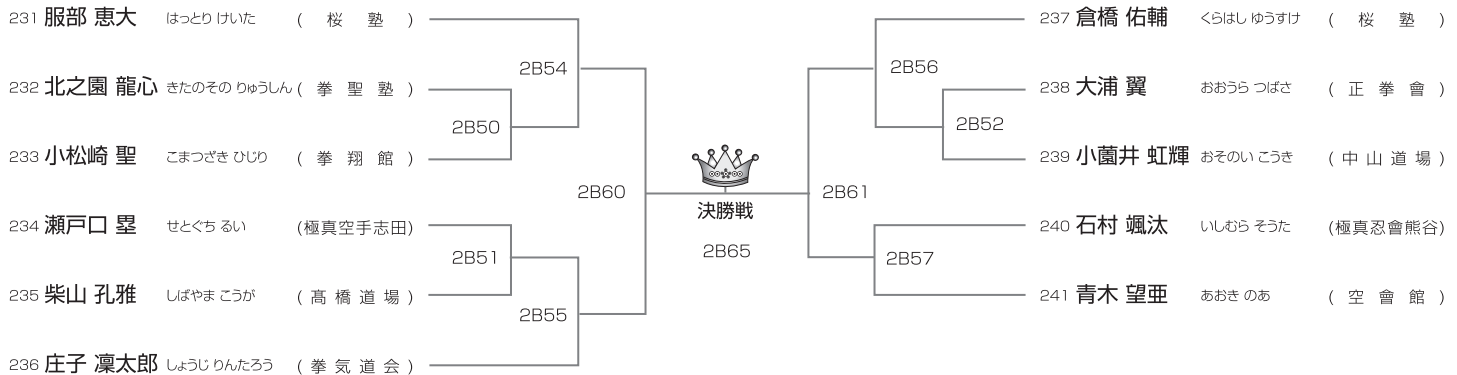 231 服部 恵大 はっとり けいた ( 桜 塾 )
232 北之園 龍心 きたのその りゅうしん ( 拳 聖 塾 )
233 小松崎 聖 こまつざき ひじり ( 拳 翔 館 )
234 瀬戸口 塁 せとぐち るい (極真空手志田)
235 柴山 孔雅 しばやま こうが ( 髙 橋 道 場 )
236 庄子 凜太郎 しょうじ りんたろう ( 拳 気 道 会 )
2B54
2B50
2B51
2B55
2B60
決勝戦
2B65
2B61
2B56
2B52
2B57
237 倉橋 佑輔 くらはし ゆうすけ ( 桜 塾 )
238 大浦 翼 おおうら つばさ ( 正 拳 會 )
239 小薗井 虹輝 おそのい こうき ( 中 山 道 場 )
240 石村 颯汰 いしむら そうた (極真忍會熊谷)
241 青木 望亜 あおき のあ ( 空 會 館 )